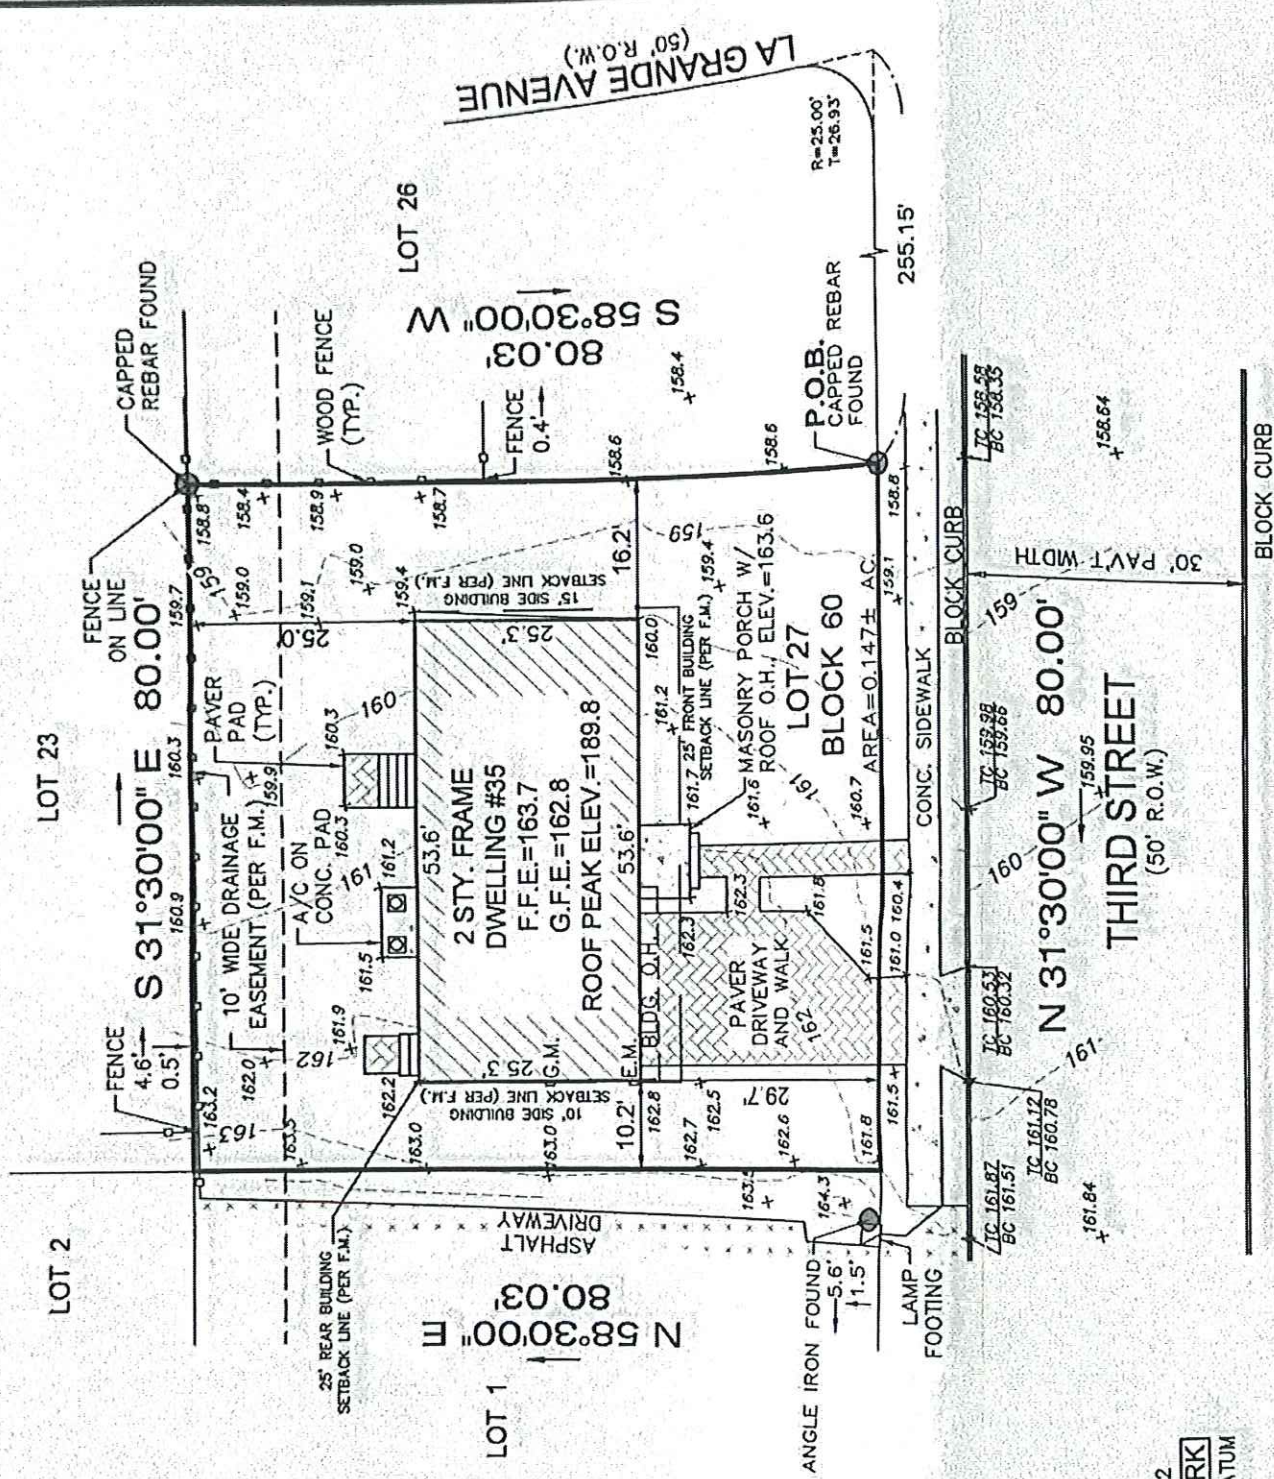 LA GRANDE AVENUE
(50' R.O.W.)
R=25.00'
T=26.93'
255.15'
LOT 26
S 58°30'00" W
80.03'
CAPPED
REBAR FOUND
WOOD FENCE
(TYP.)
FENCE
0.4'
158.4
P.O.B.
CAPPED REBAR
FOUND
LOT 23
FENCE
ON LINE
S 31°30'00" E 80.00'
FENCE
4.6'
0.5'
163.2
160.9
160.3
159.7
158.8
158.4
158.9
158.7
158.6
158.6
158.8
10' WIDE DRAINAGE
EASEMENT (PER F.M.)
PAVER
PAD
(TYP.)
A/C ON
CONC. PAD
159
159.0
159.1
159.0
159.4
159.9
160.3
160.3
160
161
161.2
161.5
161.9
162
162.0
162.2
163
163.5
163.0
163.0
25.0'
15' SIDE BUILDING
SETBACK LINE (PER F.M.)
16.2'
25.3'
53.6'
2 STY. FRAME
DWELLING #35
F.F.E.=163.7
G.F.E.=162.8
ROOF PEAK ELEV.=189.8
53.6'
25.3'
G.M.
E.M.
10' SIDE BUILDING
SETBACK LINE (PER F.M.)
10.2'
BLDG. O.H.
160.0
161.2
159
159.4
161.7
25' FRONT BUILDING
SETBACK LINE (PER F.M.)
MASONRY PORCH W/
ROOF O.H., ELEV.=163.6
LOT 27
BLOCK 60
AREA=0.147± AC.
161.6
161
160.7
159.1
162.3
162.3
161.8
161.5
161.0
160.4
PAVER
DRIVEWAY
AND WALK
162
29.7'
162.8
162.7
162.5
162.6
161.8
161.5
163.5
164.3
CONC. SIDEWALK
BLOCK CURB
30' PAV'T WIDTH
BLOCK CURB
TC 158.58
BC 158.35
TC 159.98
BC 159.66
TC 160.53
BC 160.32
TC 161.12
BC 160.78
TC 161.87
BC 161.51
158.64
159
159.95
160
161
161.84
N 31°30'00" W 80.00'
THIRD STREET
(50' R.O.W.)
LOT 2
25' REAR BUILDING
SETBACK LINE (PER F.M.)
ASPHALT
DRIVEWAY
N 58°30'00" E
80.03'
LOT 1
ANGLE IRON FOUND
5.6'
1.5'
LAMP
FOOTING
2
RK
TUM